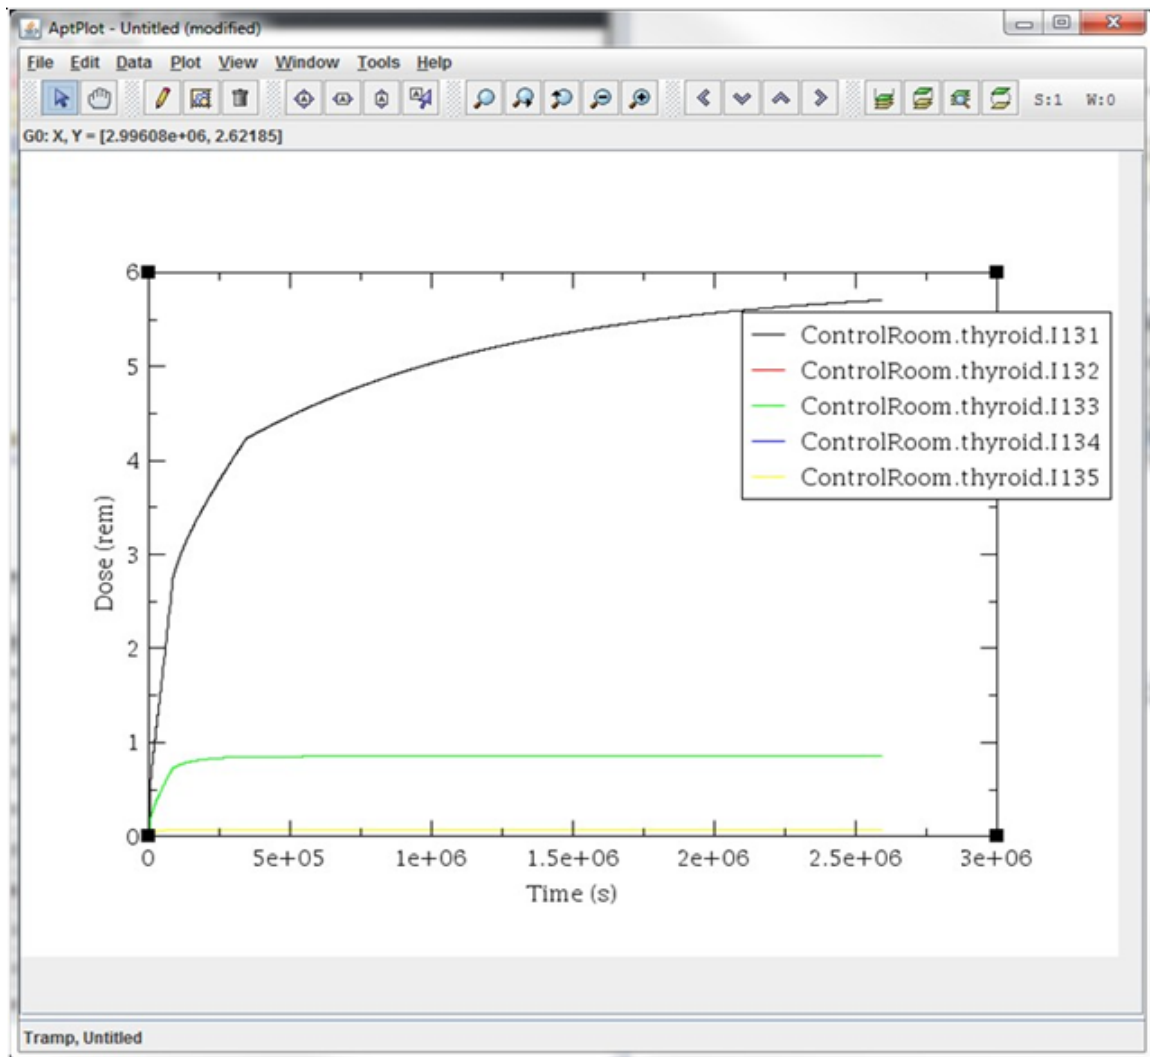 AptPlot - Untitled (modified)
File Edit Data Plot View Window Tools Help
S:1 W:0
G0: X, Y = [2.99608e+06, 2.62185]
6
5
4
3
2
1
0
Dose (rem)
ControlRoom.thyroid.I131
ControlRoom.thyroid.I132
ControlRoom.thyroid.I133
ControlRoom.thyroid.I134
ControlRoom.thyroid.I135
0 5e+05 1e+06 1.5e+06 2e+06 2.5e+06 3e+06
Time (s)
Tramp, Untitled